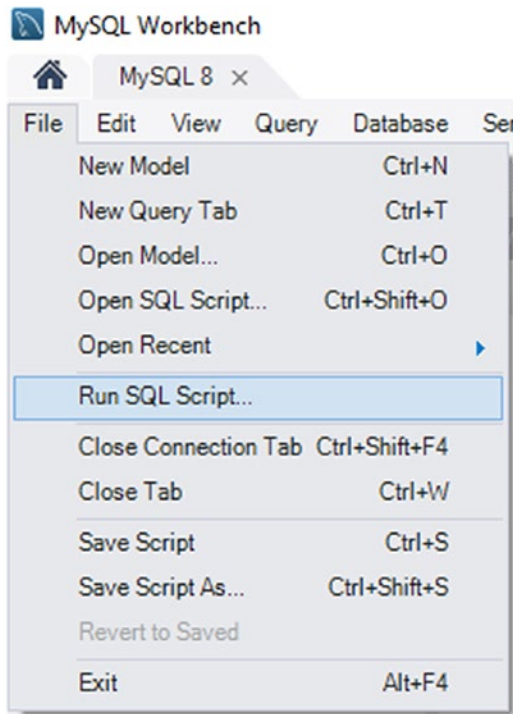 MySQL Workbench
MySQL 8 ×
File Edit View Query Database Ser
New Model Ctrl+N
New Query Tab Ctrl+T
Open Model... Ctrl+O
Open SQL Script... Ctrl+Shift+O
Open Recent
Run SQL Script...
Close Connection Tab Ctrl+Shift+F4
Close Tab Ctrl+W
Save Script Ctrl+S
Save Script As... Ctrl+Shift+S
Revert to Saved
Exit Alt+F4